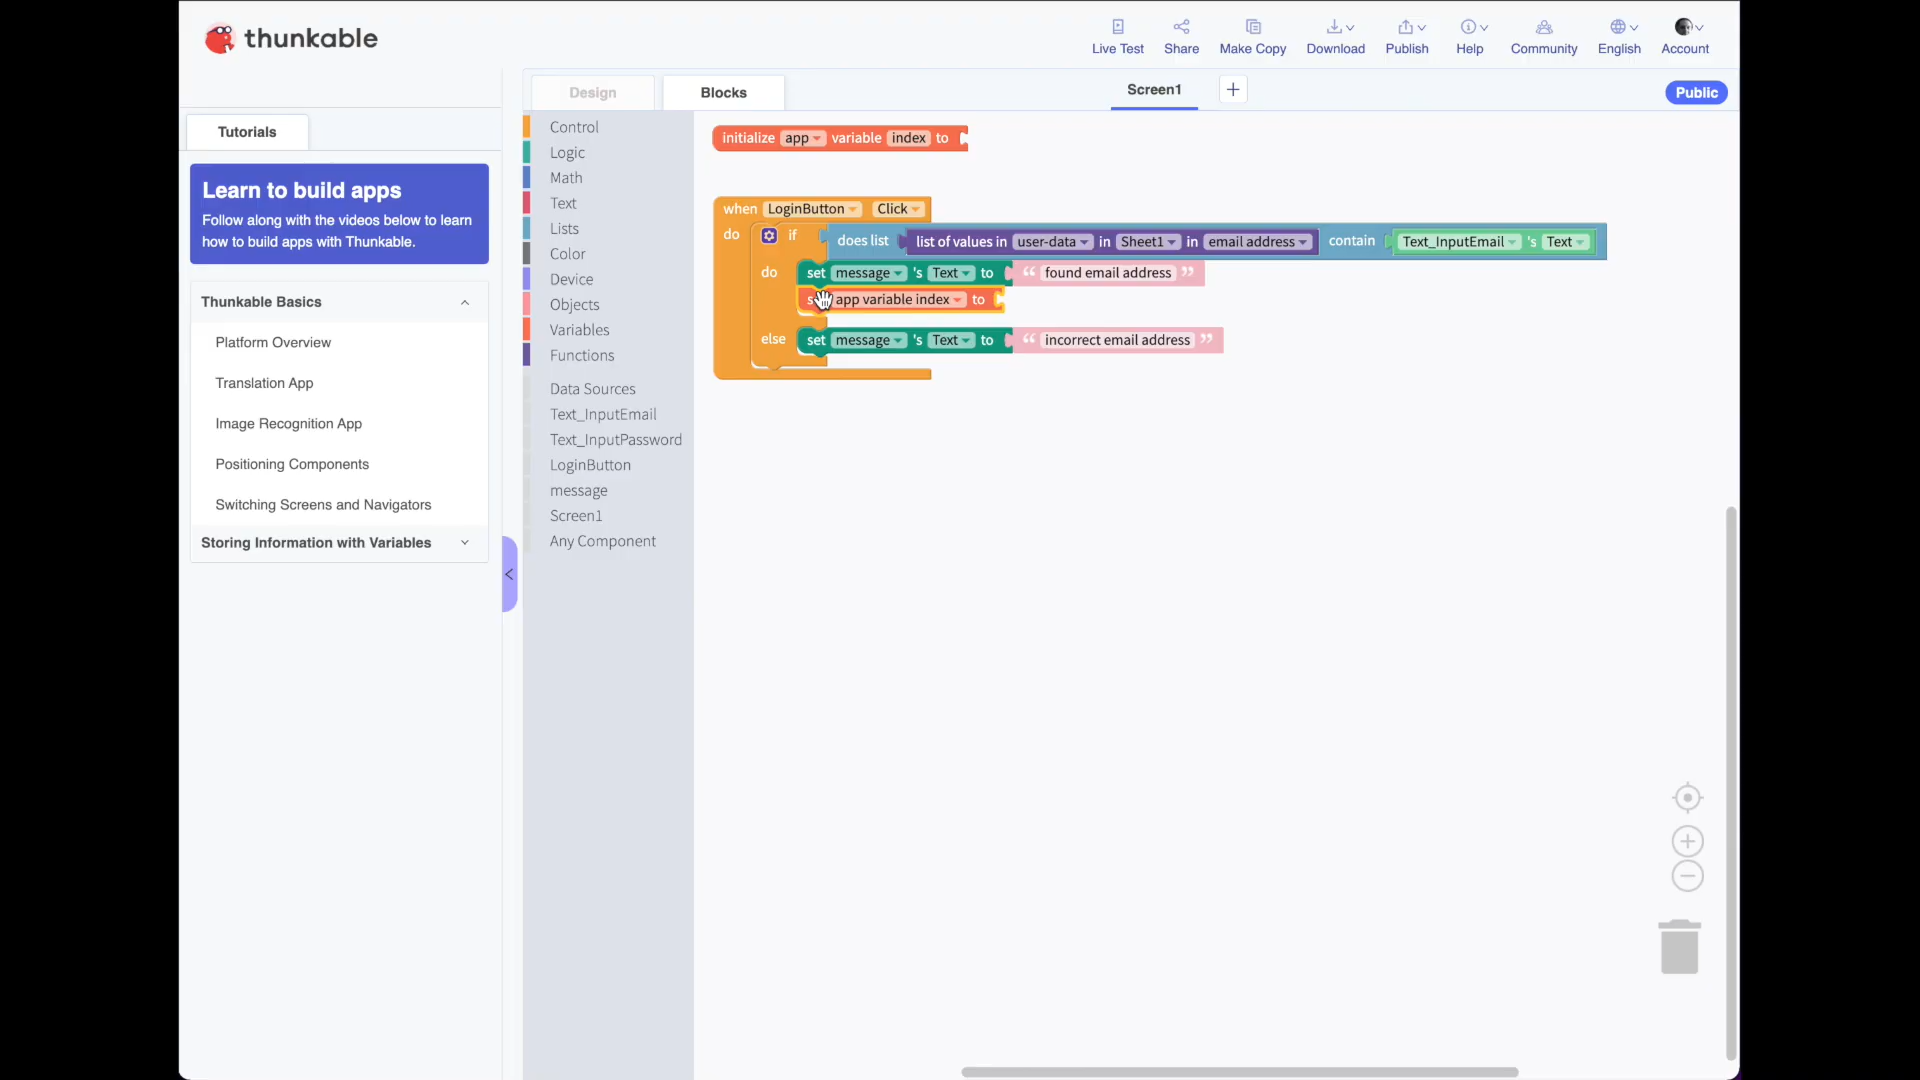 thunkable
Live Test
Share
Make Copy
Download
Publish
Help
Community
English
Account
Design
Blocks
Screen1
+
Public
Tutorials
Learn to build apps
Follow along with the videos below to learn
how to build apps with Thunkable.
Thunkable Basics
Platform Overview
Translation App
Image Recognition App
Positioning Components
Switching Screens and Navigators
Storing Information with Variables
Control
Logic
Math
Text
Lists
Color
Device
Objects
Variables
Functions
Data Sources
Text_InputEmail
Text_InputPassword
LoginButton
message
Screen1
Any Component
initialize app variable index to
when LoginButton Click
do if does list list of values in user-data in Sheet1 in email address contain Text_InputEmail 's Text
do set message 's Text to “ found email address ”
app variable index to
else set message 's Text to “ incorrect email address ”